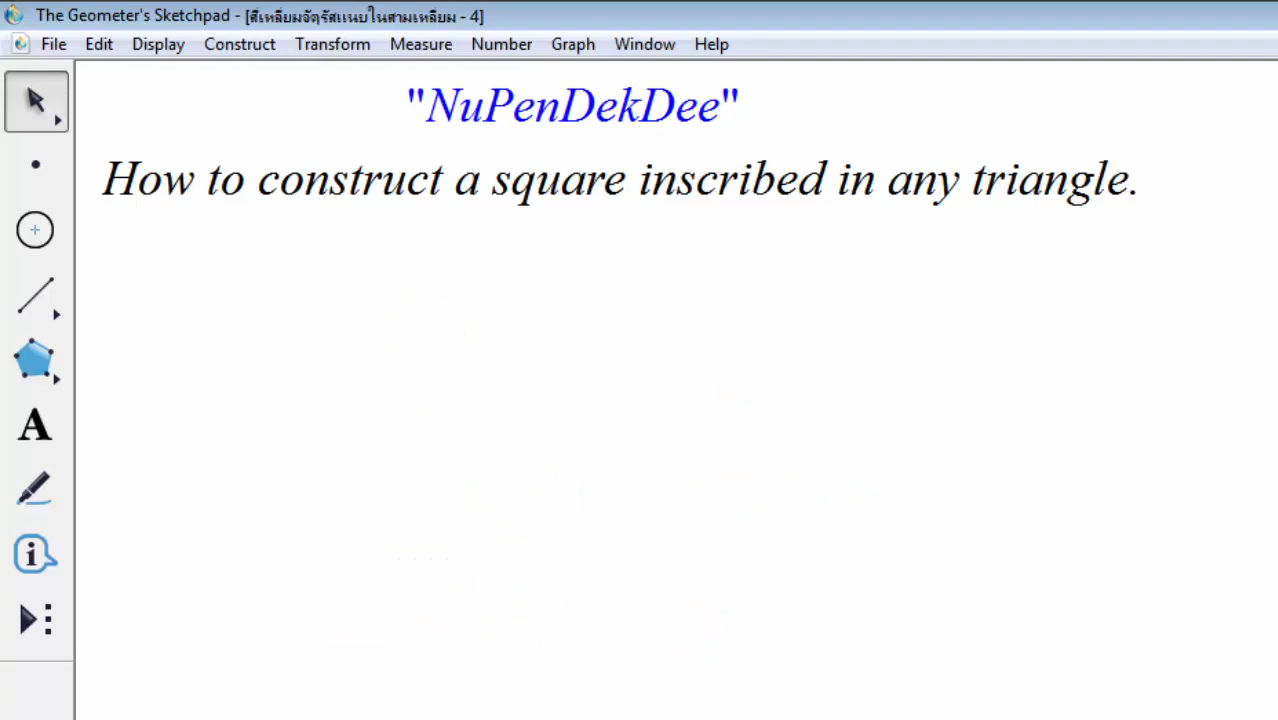 The Geometer's Sketchpad - [สี่เหลี่ยมจัตุรัสแนบในสามเหลี่ยม - 4]
File Edit Display Construct Transform Measure Number Graph Window Help
"NuPenDekDee"
How to construct a square inscribed in any triangle.
A
i